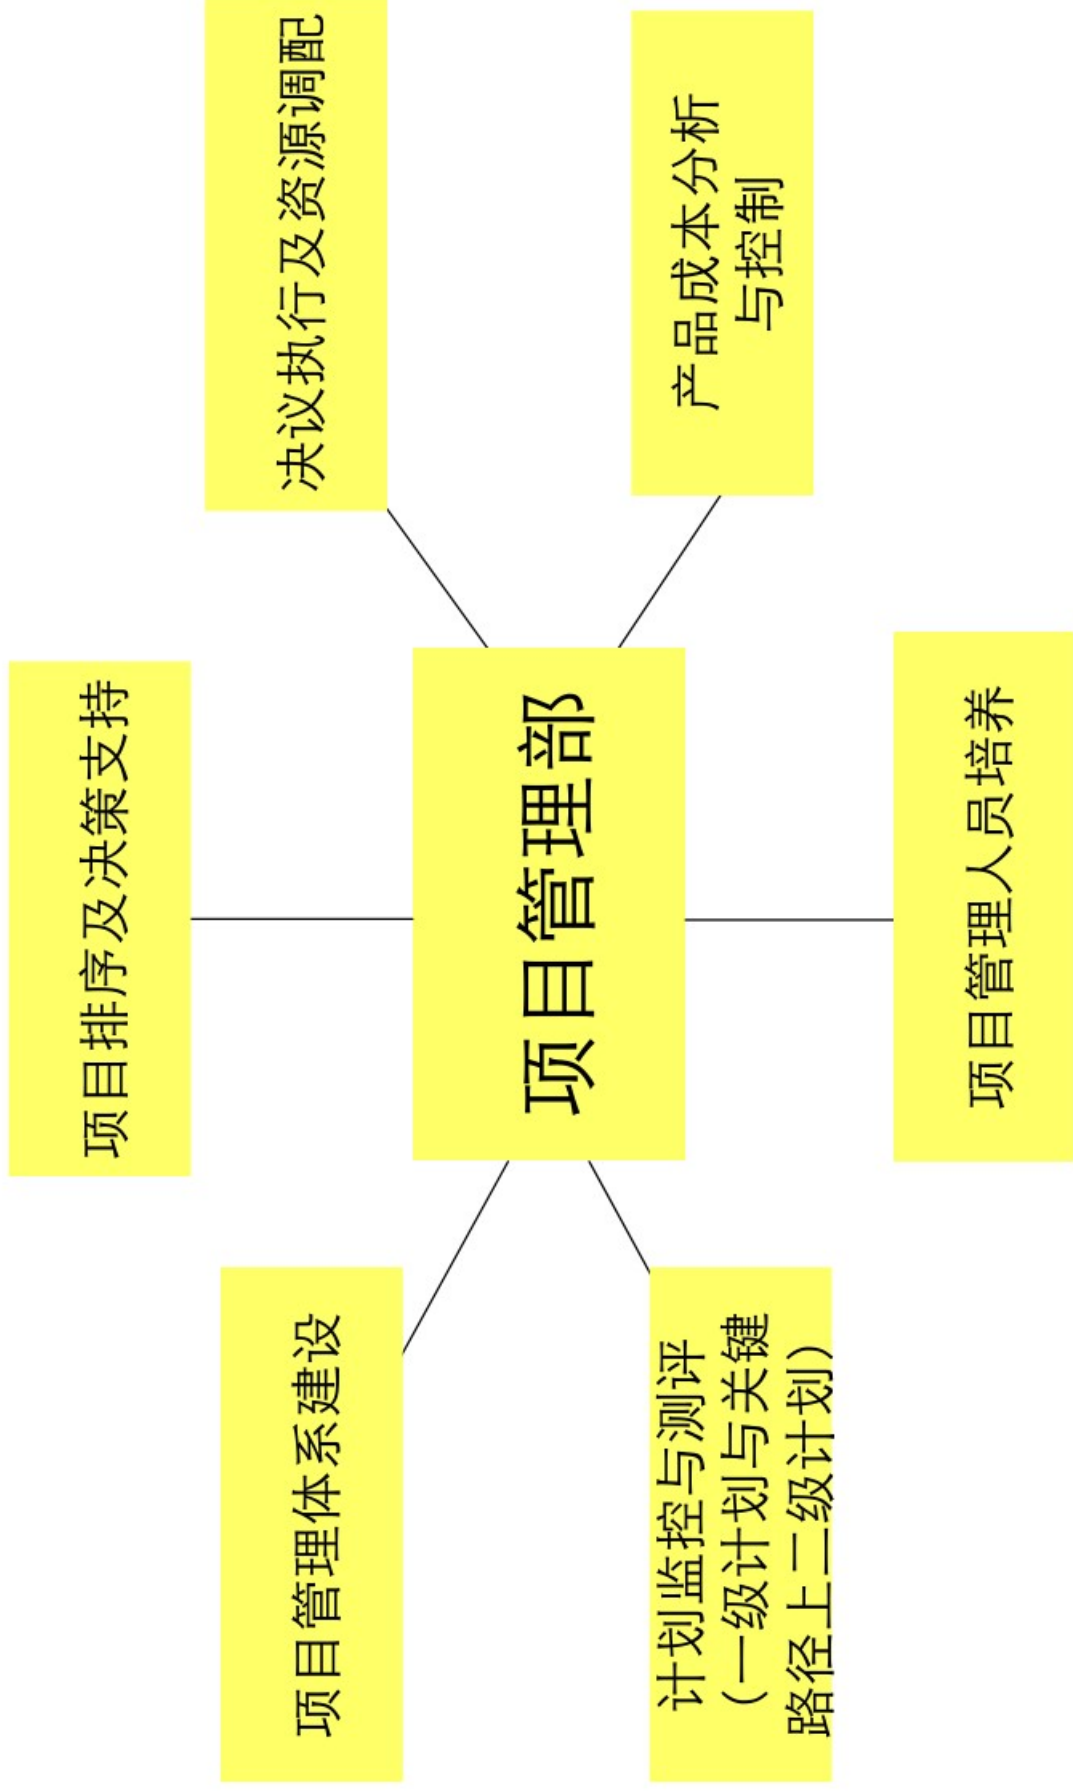 项目排序及决策支持
项目管理体系建设
决议执行及资源调配
项目管理部
计划监控与测评
（一级计划与关键
路径上二级计划）
产品成本分析
与控制
项目管理人员培养